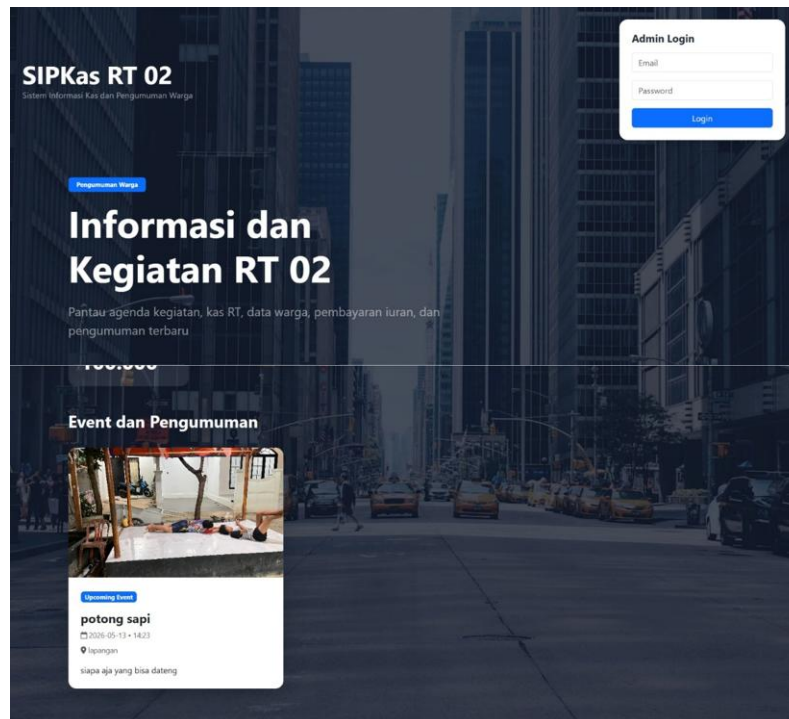 SIPKas RT 02
Sistem Informasi Kas dan Pengumuman Warga
Admin Login
Email
Password
Login
Pengumuman Warga
Informasi dan
Kegiatan RT 02
Pantau agenda kegiatan, kas RT, data warga, pembayaran iuran, dan
pengumuman terbaru
100.000
Event dan Pengumuman
Upcoming Event
potong sapi
2026-05-13 • 14:23
lapangan
siapa aja yang bisa dateng